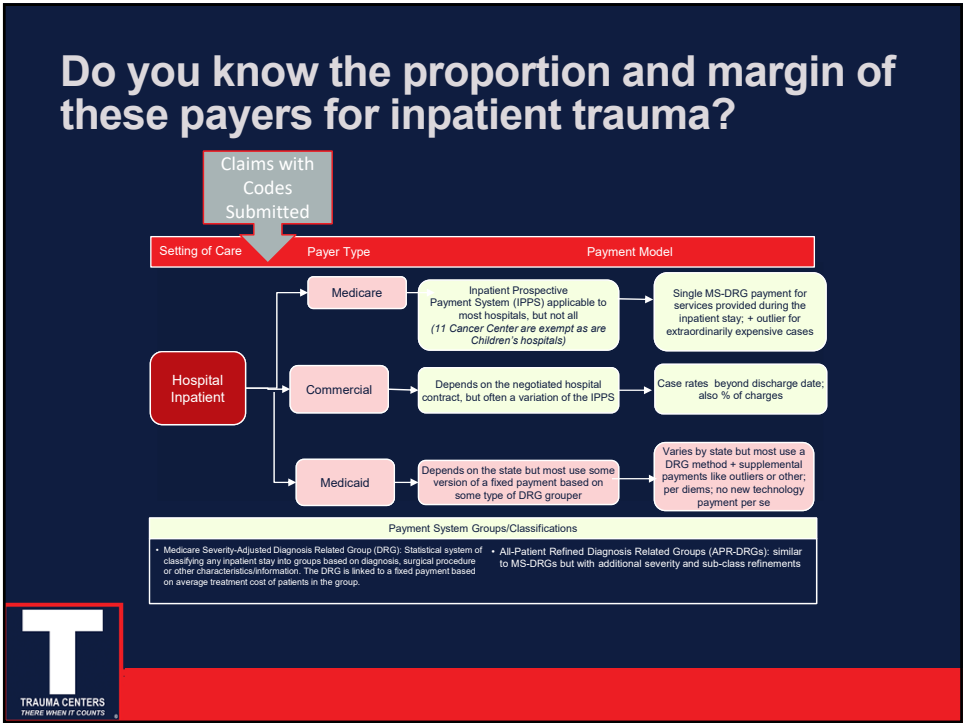 Do you know the proportion and margin of
these payers for inpatient trauma?
Claims with
Codes
Submitted
Setting of Care
Payer Type
Payment Model
Hospital
Inpatient
Medicare
Inpatient Prospective
Payment System (IPPS) applicable to
most hospitals, but not all
(11 Cancer Center are exempt as are
Children's hospitals)
Single MS-DRG payment for
services provided during the
inpatient stay; + outlier for
extraordinarily expensive cases
Commercial
Depends on the negotiated hospital
contract, but often a variation of the IPPS
Case rates beyond discharge date;
also % of charges
Medicaid
Depends on the state but most use some
version of a fixed payment based on
some type of DRG grouper
Varies by state but most use a
DRG method + supplemental
payments like outliers or other;
per diems; no new technology
payment per se
Payment System Groups/Classifications
• Medicare Severity-Adjusted Diagnosis Related Group (DRG): Statistical system of
classifying any inpatient stay into groups based on diagnosis, surgical procedure
or other characteristics/information. The DRG is linked to a fixed payment based
on average treatment cost of patients in the group.
• All-Patient Refined Diagnosis Related Groups (APR-DRGs): similar
to MS-DRGs but with additional severity and sub-class refinements
T
TRAUMA CENTERS
THERE WHEN IT COUNTS ®